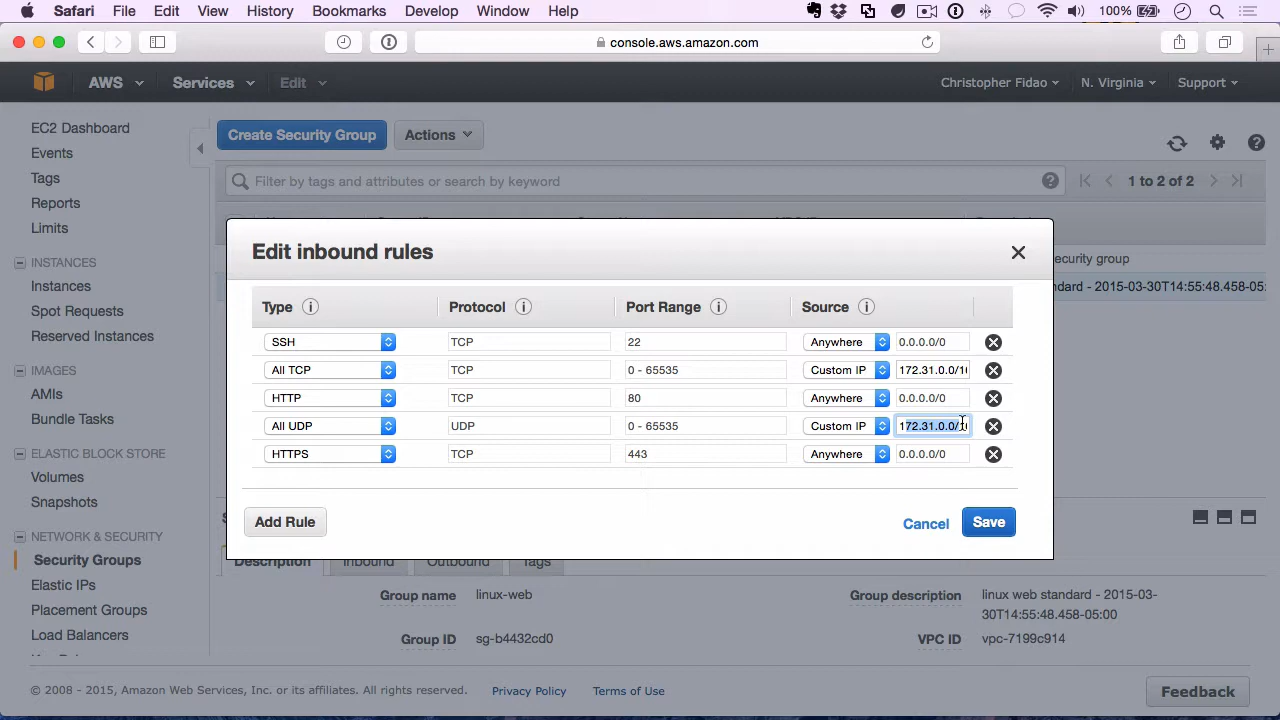 Safari File Edit View History Bookmarks Develop Window Help 100%
console.aws.amazon.com
AWS Services Edit Christopher Fidao N. Virginia Support
EC2 Dashboard
Events
Tags
Reports
Limits
INSTANCES
Instances
Spot Requests
Reserved Instances
IMAGES
AMIs
Bundle Tasks
ELASTIC BLOCK STORE
Volumes
Snapshots
NETWORK & SECURITY
Security Groups
Elastic IPs
Placement Groups
Load Balancers
Create Security Group Actions
Filter by tags and attributes or search by keyword 1 to 2 of 2
ecurity group
dard - 2015-03-30T14:55:48.458-05:
Edit inbound rules
Type Protocol Port Range Source
SSH TCP 22 Anywhere 0.0.0.0/0
All TCP TCP 0 - 65535 Custom IP 172.31.0.0/16
HTTP TCP 80 Anywhere 0.0.0.0/0
All UDP UDP 0 - 65535 Custom IP 172.31.0.0/
HTTPS TCP 443 Anywhere 0.0.0.0/0
Add Rule Cancel Save
Description Inbound Outbound Tags
Group name linux-web Group description linux web standard - 2015-03-
30T14:55:48.458-05:00
Group ID sg-b4432cd0 VPC ID vpc-7199c914
© 2008 - 2015, Amazon Web Services, Inc. or its affiliates. All rights reserved. Privacy Policy Terms of Use Feedback